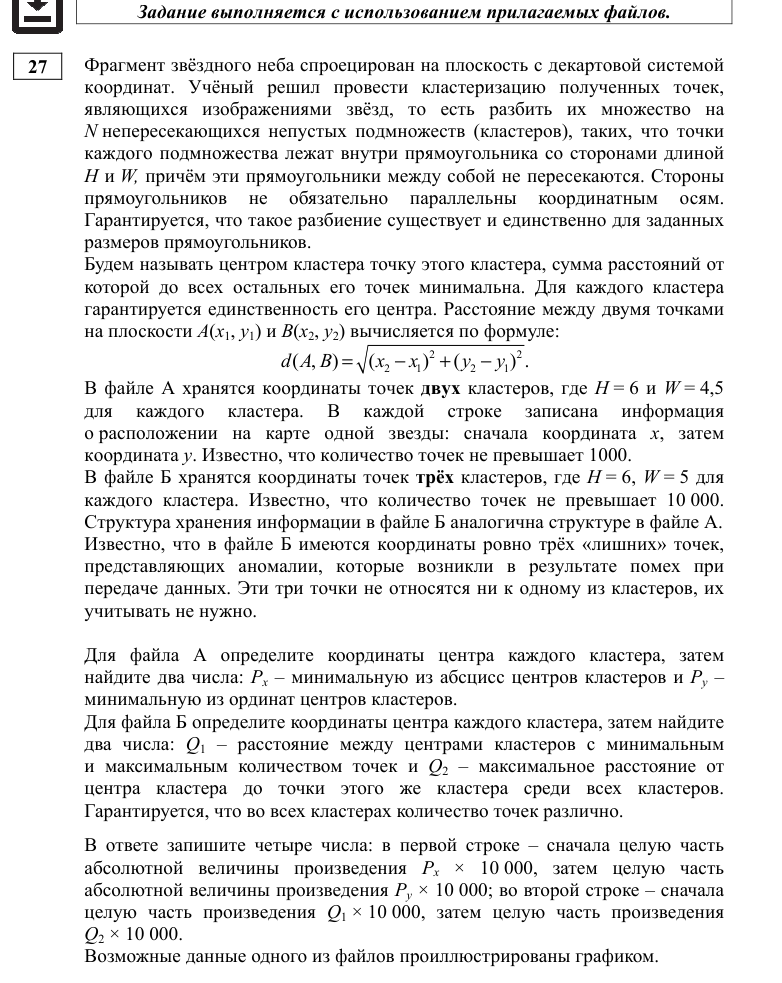 Задание выполняется с использованием прилагаемых файлов.
27
Фрагмент звёздного неба спроецирован на плоскость с декартовой системой
координат. Учёный решил провести кластеризацию полученных точек,
являющихся изображениями звёзд, то есть разбить их множество на
N непересекающихся непустых подмножеств (кластеров), таких, что точки
каждого подмножества лежат внутри прямоугольника со сторонами длиной
H и W, причём эти прямоугольники между собой не пересекаются. Стороны
прямоугольников не обязательно параллельны координатным осям.
Гарантируется, что такое разбиение существует и единственно для заданных
размеров прямоугольников.
Будем называть центром кластера точку этого кластера, сумма расстояний от
которой до всех остальных его точек минимальна. Для каждого кластера
гарантируется единственность его центра. Расстояние между двумя точками
на плоскости A(x₁, y₁) и B(x₂, y₂) вычисляется по формуле:
d(A, B) = √(x₂ − x₁)² + (y₂ − y₁)² .
В файле А хранятся координаты точек двух кластеров, где H = 6 и W = 4,5
для каждого кластера. В каждой строке записана информация
о расположении на карте одной звезды: сначала координата x, затем
координата y. Известно, что количество точек не превышает 1000.
В файле Б хранятся координаты точек трёх кластеров, где H = 6, W = 5 для
каждого кластера. Известно, что количество точек не превышает 10 000.
Структура хранения информации в файле Б аналогична структуре в файле А.
Известно, что в файле Б имеются координаты ровно трёх «лишних» точек,
представляющих аномалии, которые возникли в результате помех при
передаче данных. Эти три точки не относятся ни к одному из кластеров, их
учитывать не нужно.
Для файла А определите координаты центра каждого кластера, затем
найдите два числа: Pₓ – минимальную из абсцисс центров кластеров и Pᵧ –
минимальную из ординат центров кластеров.
Для файла Б определите координаты центра каждого кластера, затем найдите
два числа: Q₁ – расстояние между центрами кластеров с минимальным
и максимальным количеством точек и Q₂ – максимальное расстояние от
центра кластера до точки этого же кластера среди всех кластеров.
Гарантируется, что во всех кластерах количество точек различно.
В ответе запишите четыре числа: в первой строке – сначала целую часть
абсолютной величины произведения Pₓ × 10 000, затем целую часть
абсолютной величины произведения Pᵧ × 10 000; во второй строке – сначала
целую часть произведения Q₁ × 10 000, затем целую часть произведения
Q₂ × 10 000.
Возможные данные одного из файлов проиллюстрированы графиком.